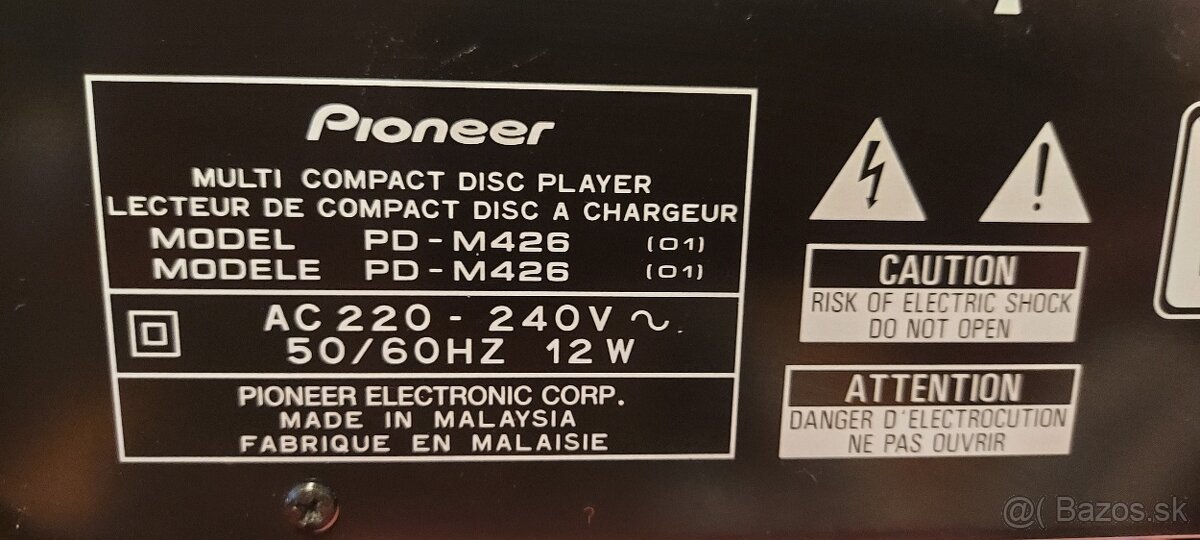 Pioneer
MULTI COMPACT DISC PLAYER
LECTEUR DE COMPACT DISC A CHARGEUR
MODEL PD-M426 (01)
MODELE PD-M426 (01)
AC 220 - 240V ~
50/60HZ 12W
PIONEER ELECTRONIC CORP.
MADE IN MALAYSIA
FABRIQUE EN MALAISIE
CAUTION
RISK OF ELECTRIC SHOCK
DO NOT OPEN
ATTENTION
DANGER D'ELECTROCUTION
NE PAS OUVRIR
@( Bazos.sk